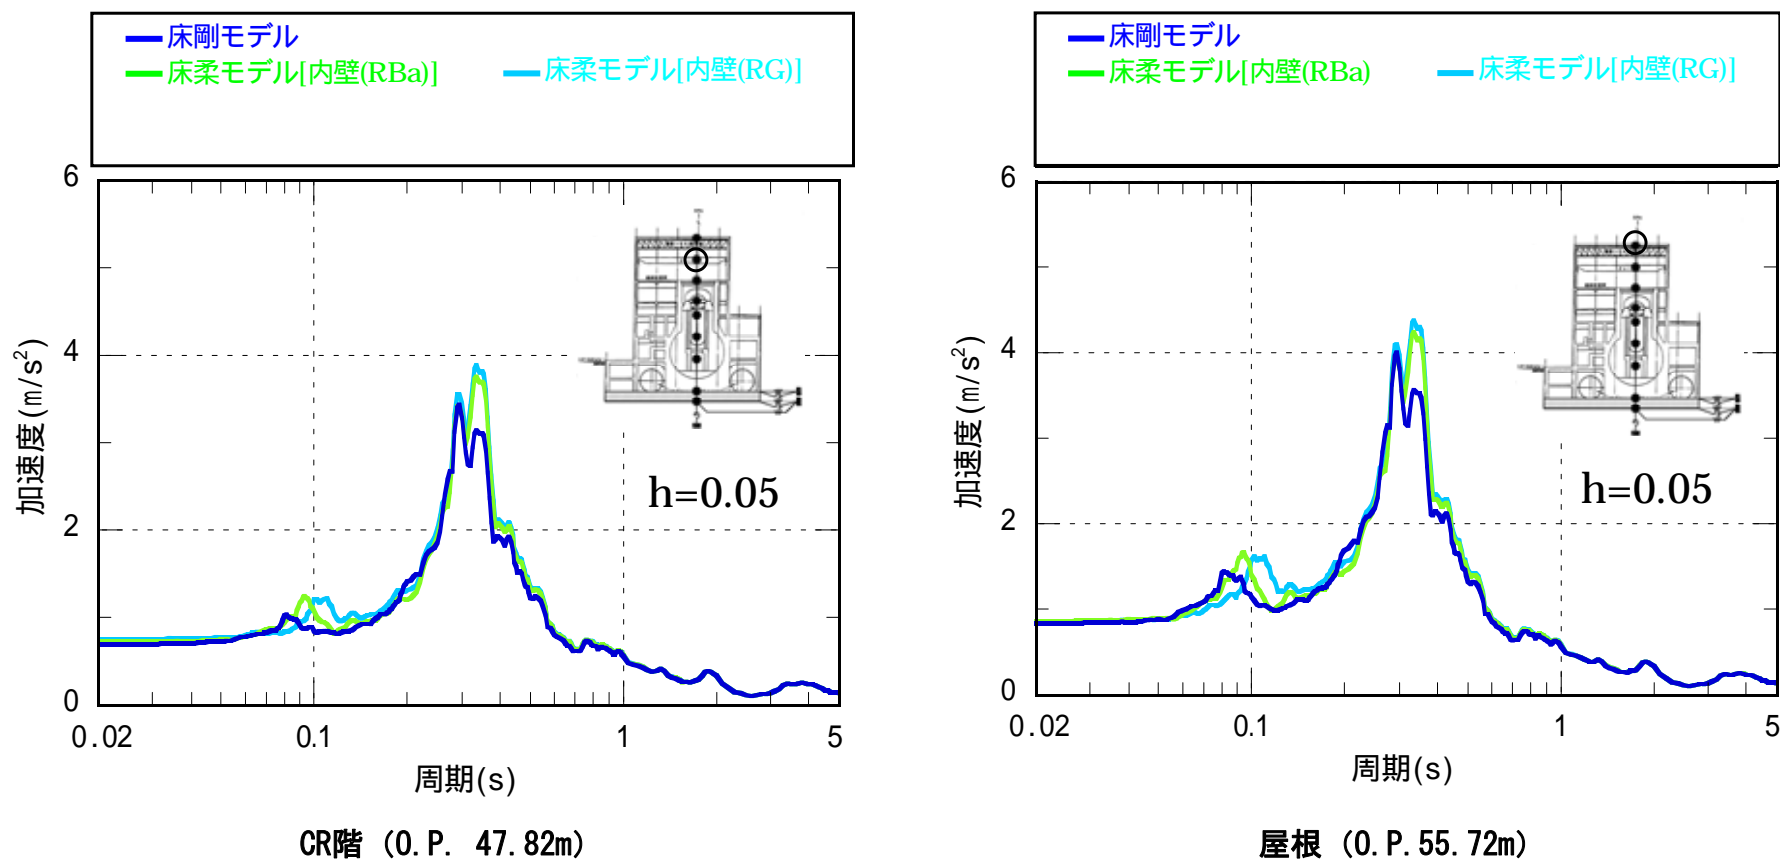 床剛モデル
床柔モデル[内壁(RBa)]
床柔モデル[内壁(RG)]
6
4
2
0
加速度(m/s²)
h=0.05
0.02
0.1
1
5
周期(s)
CR階 (O.P. 47.82m)
床剛モデル
床柔モデル[内壁(RBa)
床柔モデル[内壁(RG)]
6
4
2
0
加速度(m/s²)
h=0.05
0.02
0.1
1
5
周期(s)
屋根 (O.P.55.72m)